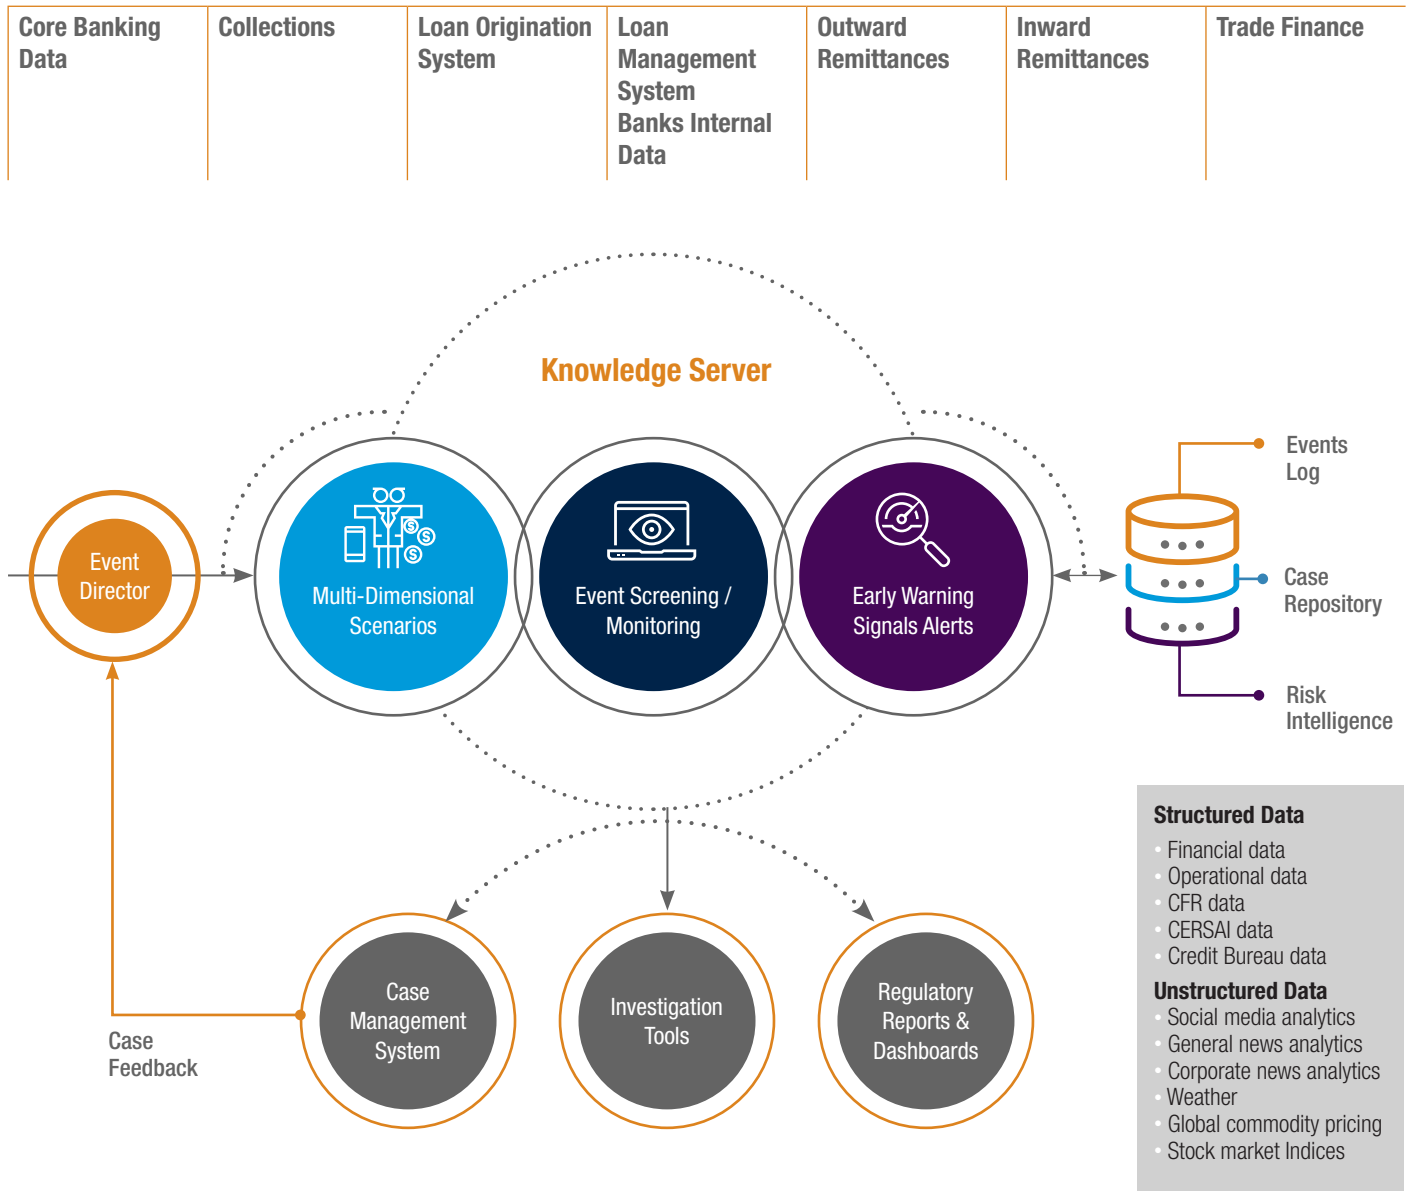 Core Banking
Data
Collections
Loan Origination
System
Loan
Management
System
Banks Internal
Data
Outward
Remittances
Inward
Remittances
Trade Finance
Knowledge Server
Event
Director
Multi-Dimensional
Scenarios
Event Screening /
Monitoring
Early Warning
Signals Alerts
Events
Log
Case
Repository
Risk
Intelligence
Case
Feedback
Case
Management
System
Investigation
Tools
Regulatory
Reports &
Dashboards
Structured Data
• Financial data
• Operational data
• CFR data
• CERSAI data
• Credit Bureau data
Unstructured Data
• Social media analytics
• General news analytics
• Corporate news analytics
• Weather
• Global commodity pricing
• Stock market Indices